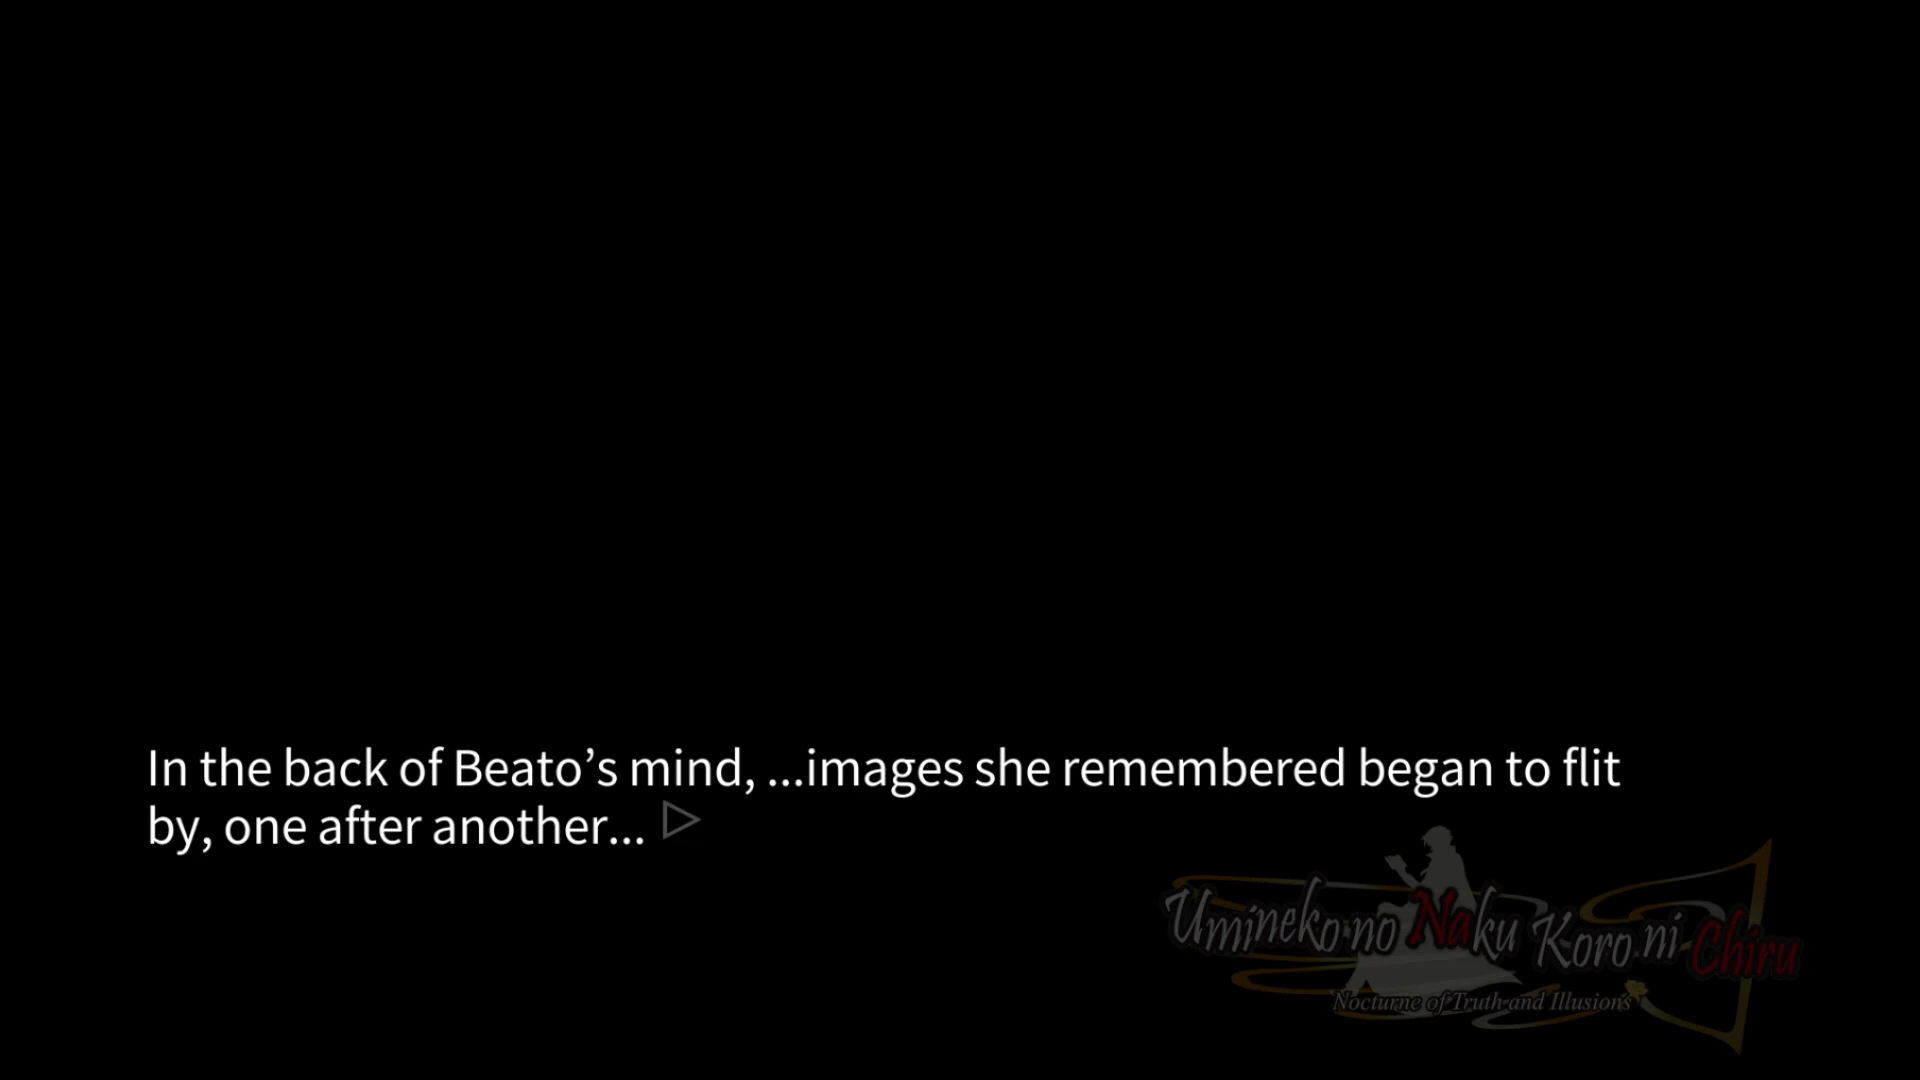 In the back of Beato’s mind, ...images she remembered began to flit
by, one after another...
Umineko no Naku Koro ni Chiru
Nocturne of Truth and Illusions